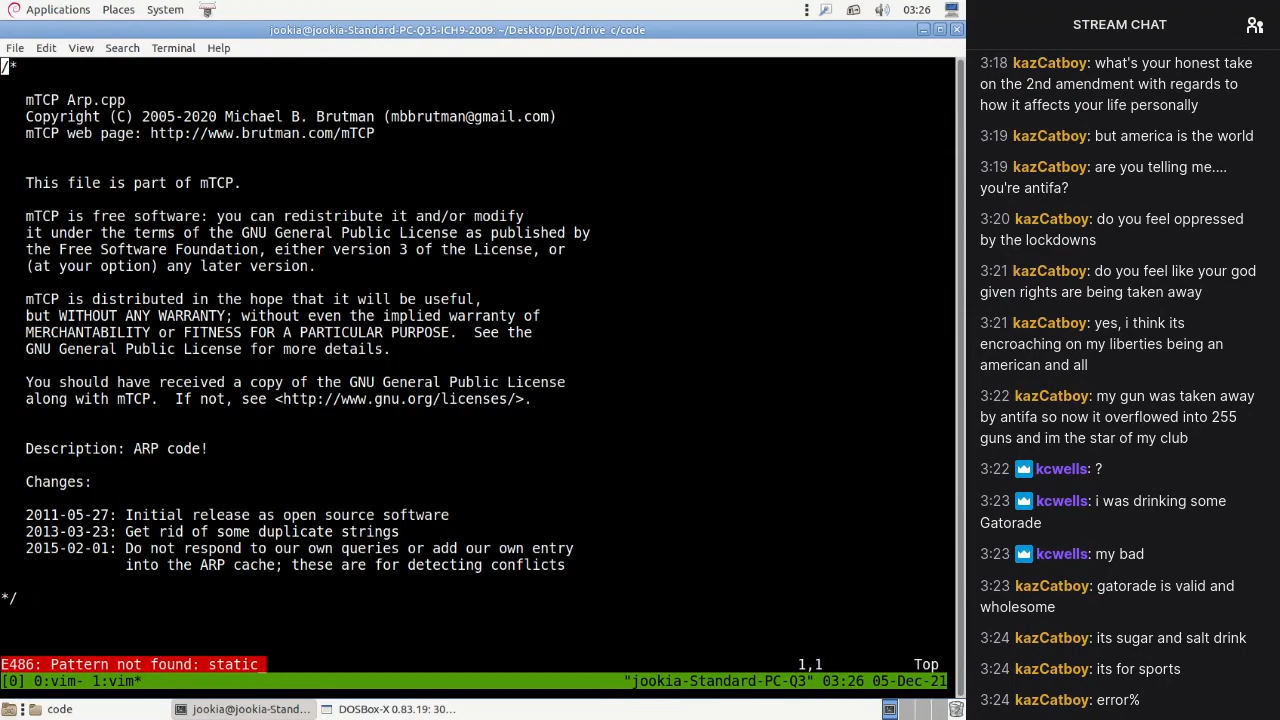 Applications Places System 03:26
jookia@jookia-Standard-PC-Q35-ICH9-2009: ~/Desktop/bot/drive_c/code
File Edit View Search Terminal Help
/*
mTCP Arp.cpp
Copyright (C) 2005-2020 Michael B. Brutman (mbbrutman@gmail.com)
mTCP web page: http://www.brutman.com/mTCP
This file is part of mTCP.
mTCP is free software: you can redistribute it and/or modify
it under the terms of the GNU General Public License as published by
the Free Software Foundation, either version 3 of the License, or
(at your option) any later version.
mTCP is distributed in the hope that it will be useful,
but WITHOUT ANY WARRANTY; without even the implied warranty of
MERCHANTABILITY or FITNESS FOR A PARTICULAR PURPOSE.  See the
GNU General Public License for more details.
You should have received a copy of the GNU General Public License
along with mTCP.  If not, see <http://www.gnu.org/licenses/>.
Description: ARP code!
Changes:
2011-05-27: Initial release as open source software
2013-03-23: Get rid of some duplicate strings
2015-02-01: Do not respond to our own queries or add our own entry
into the ARP cache; these are for detecting conflicts
*/
E486: Pattern not found: static_ 1,1 Top
[0] 0:vim- 1:vim* "jookia-Standard-PC-Q3" 03:26 05-Dec-21
code jookia@jookia-Stand... DOSBox-X 0.83.19: 30...
STREAM CHAT
3:18 kazCatboy: what's your honest take
on the 2nd amendment with regards to
how it affects your life personally
3:19 kazCatboy: but america is the world
3:19 kazCatboy: are you telling me....
you're antifa?
3:20 kazCatboy: do you feel oppressed
by the lockdowns
3:21 kazCatboy: do you feel like your god
given rights are being taken away
3:21 kazCatboy: yes, i think its
encroaching on my liberties being an
american and all
3:22 kazCatboy: my gun was taken away
by antifa so now it overflowed into 255
guns and im the star of my club
3:22 kcwells: ?
3:23 kcwells: i was drinking some
Gatorade
3:23 kcwells: my bad
3:23 kazCatboy: gatorade is valid and
wholesome
3:24 kazCatboy: its sugar and salt drink
3:24 kazCatboy: its for sports
3:24 kazCatboy: error%